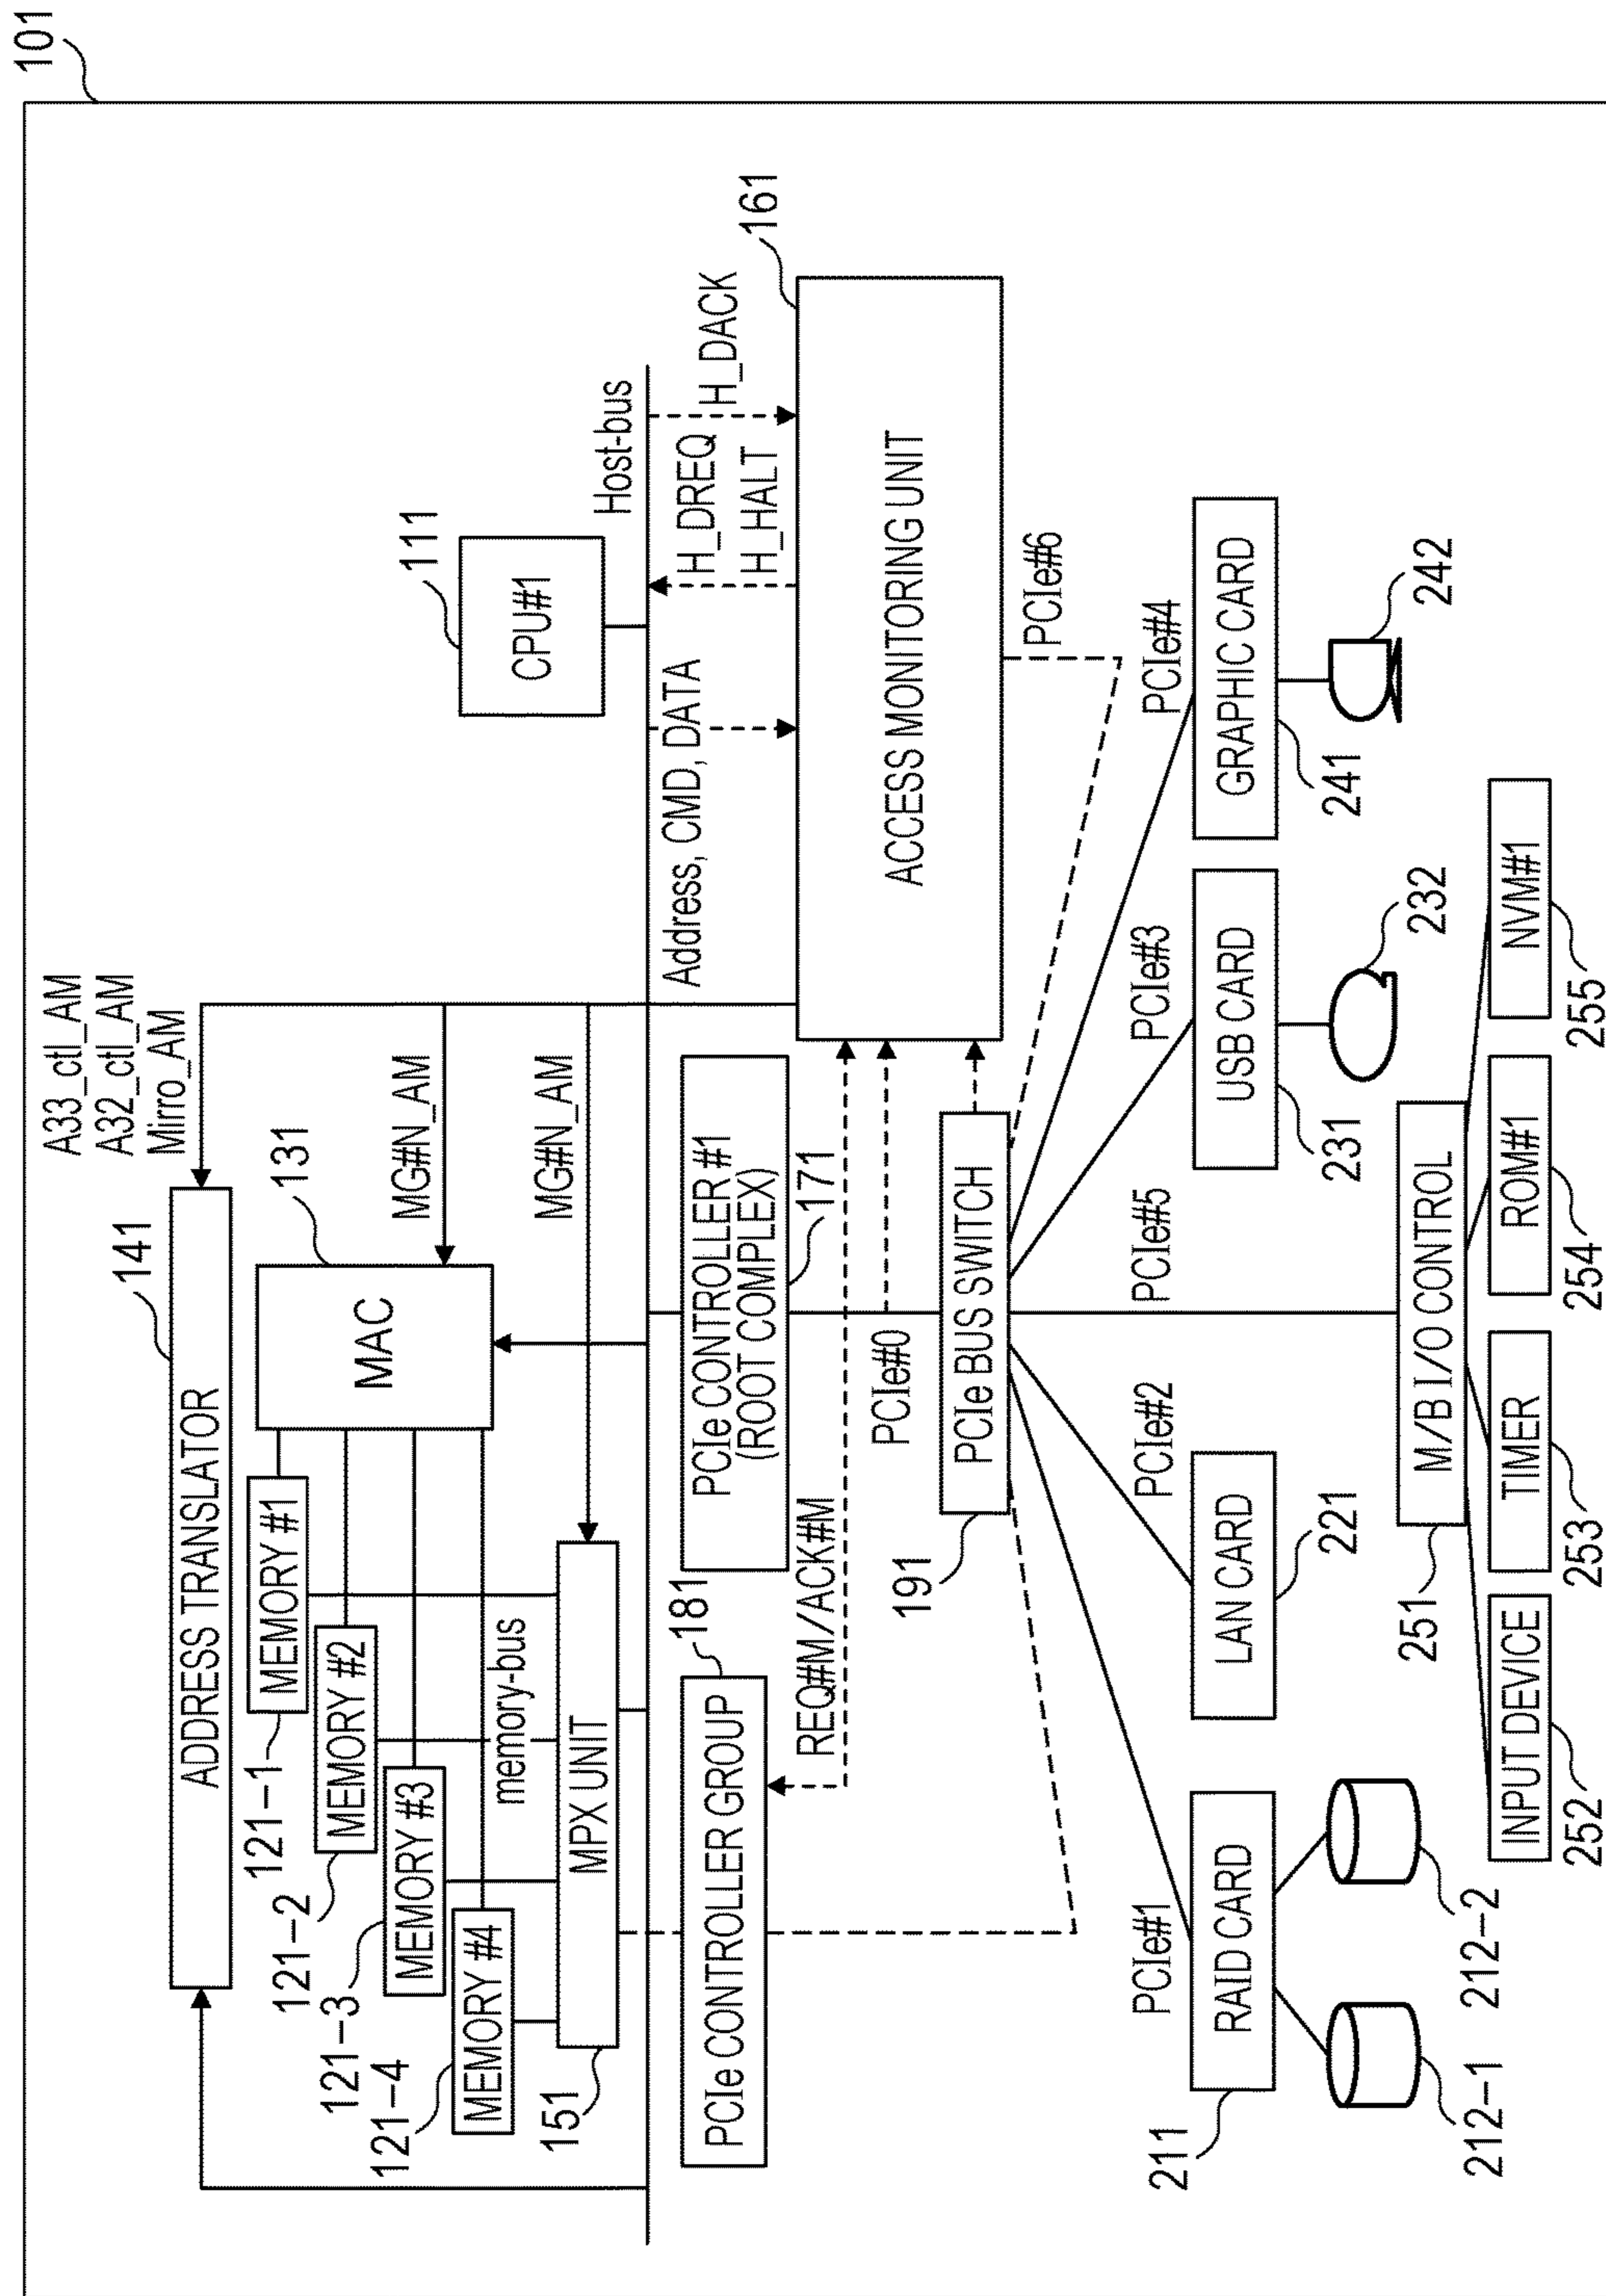 101
A33_ctl_AM
A32_ctl_AM
Mirro_AM
141
ADDRESS TRANSLATOR
131
MAC
MG#N_AM
MG#N_AM
121-1
MEMORY #1
121-2
MEMORY #2
121-3
MEMORY #3
121-4
MEMORY #4
memory-bus
151
MPX UNIT
111
CPU#1
Host-bus
Address, CMD, DATA
H_DREQ
H_HALT
H_DACK
161
ACCESS MONITORING UNIT
PCIe CONTROLLER GROUP
181
PCIe CONTROLLER #1
(ROOT COMPLEX)
171
REQ#M/ACK#M
PCIe#0
PCIe BUS SWITCH
191
PCIe#6
PCIe#1
PCIe#2
PCIe#5
PCIe#3
PCIe#4
RAID CARD
211
212-1
212-2
LAN CARD
221
USB CARD
231
232
GRAPHIC CARD
241
242
M/B I/O CONTROL
251
INPUT DEVICE
TIMER
ROM#1
NVM#1
252
253
254
255